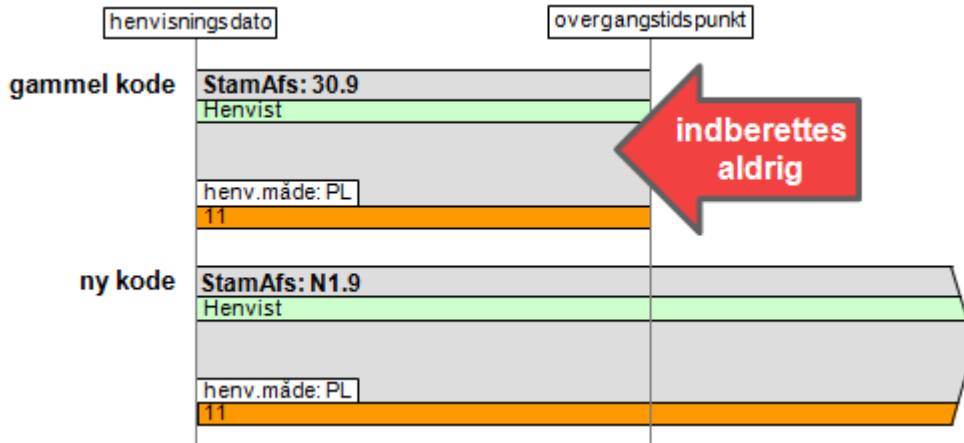 henvisningsdato
overgangstidspunkt
gammel kode
StamAfs: 30.9
Henvist
indberettes
aldrig
henv.måde: PL
11
ny kode
StamAfs: N1.9
Henvist
henv.måde: PL
11